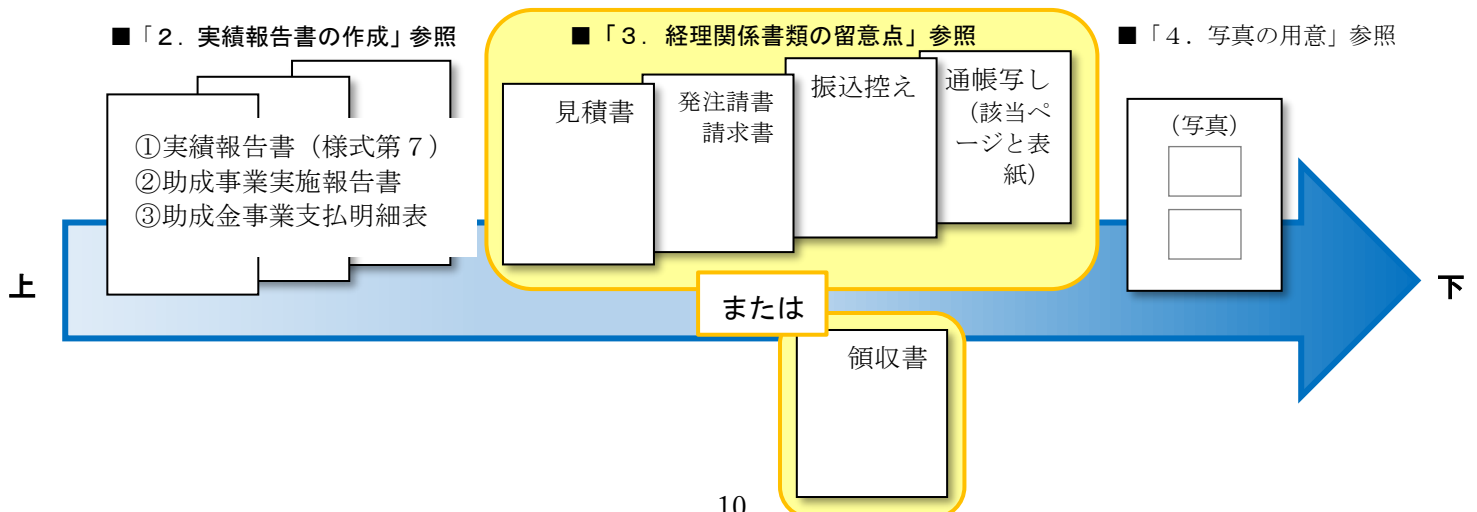 ■「２．実績報告書の作成」参照
①実績報告書（様式第７）
②助成事業実施報告書
③助成金事業支払明細表
■「３．経理関係書類の留意点」参照
見積書
発注請書
請求書
振込控え
通帳写し
（該当ペ
ージと表
紙）
■「４．写真の用意」参照
（写真）
上
下
または
領収書
10